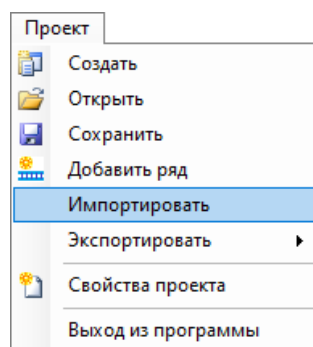 Проект
Создать
Открыть
Сохранить
Добавить ряд
Импортировать
Экспортировать
Свойства проекта
Выход из программы